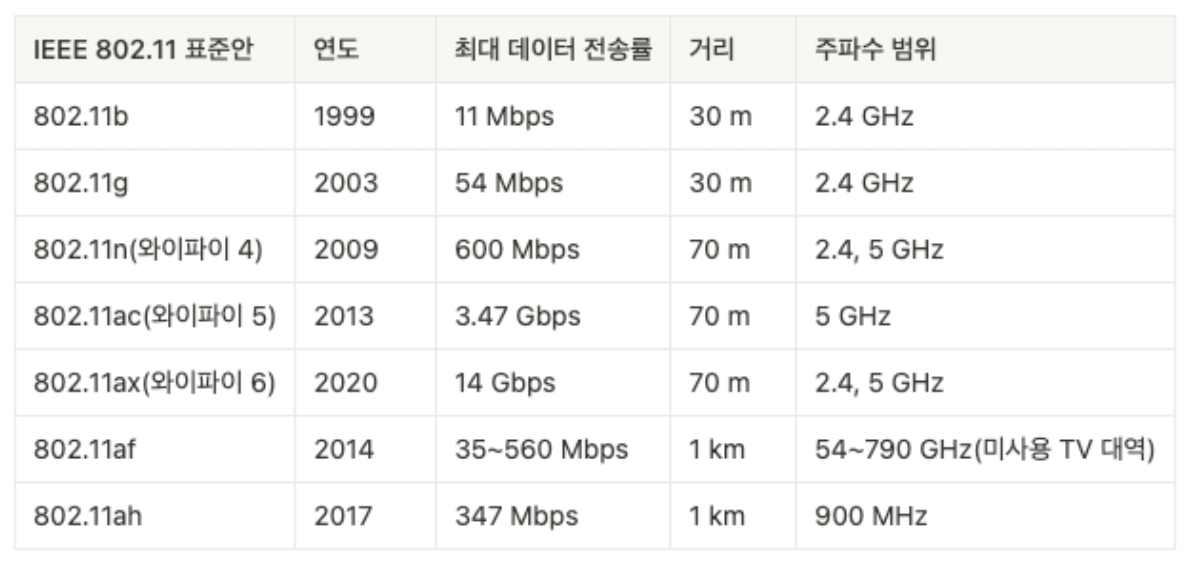 IEEE 802.11 표준안 연도 최대 데이터 전송률 거리 주파수 범위
802.11b 1999 11 Mbps 30 m 2.4 GHz
802.11g 2003 54 Mbps 30 m 2.4 GHz
802.11n(와이파이 4) 2009 600 Mbps 70 m 2.4, 5 GHz
802.11ac(와이파이 5) 2013 3.47 Gbps 70 m 5 GHz
802.11ax(와이파이 6) 2020 14 Gbps 70 m 2.4, 5 GHz
802.11af 2014 35~560 Mbps 1 km 54~790 GHz(미사용 TV 대역)
802.11ah 2017 347 Mbps 1 km 900 MHz